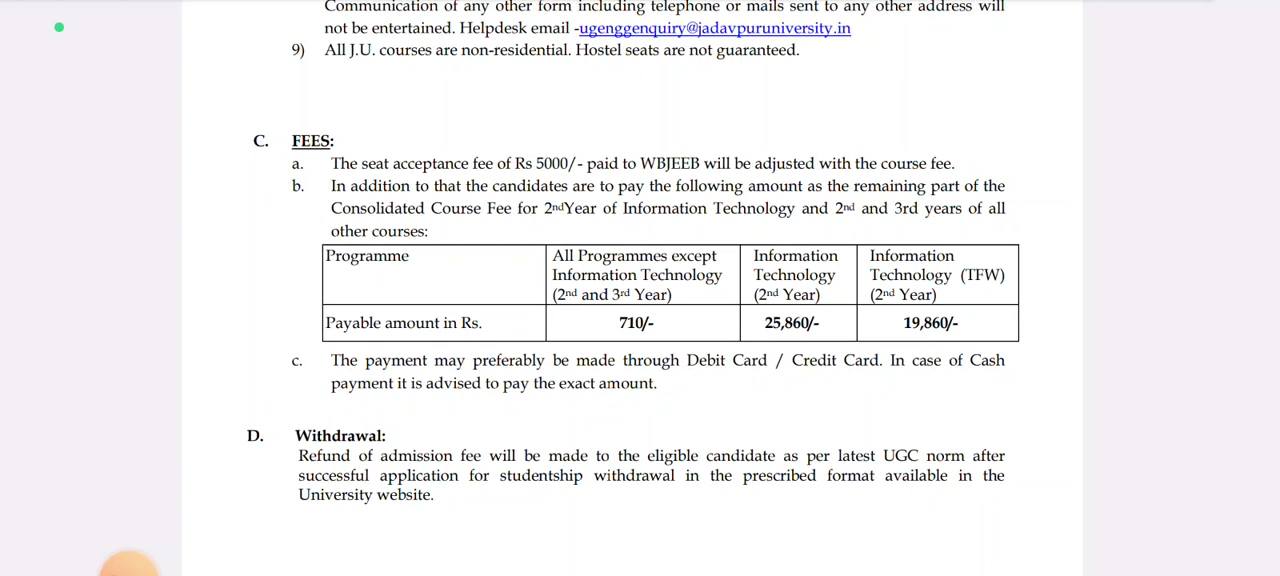 Communication of any other form including telephone or mails sent to any other address will
not be entertained. Helpdesk email -ugenggenquiry@jadavpuruniversity.in
9) All J.U. courses are non-residential. Hostel seats are not guaranteed.
C. FEES:
a. The seat acceptance fee of Rs 5000/- paid to WBJEEB will be adjusted with the course fee.
b. In addition to that the candidates are to pay the following amount as the remaining part of the
Consolidated Course Fee for 2ndYear of Information Technology and 2nd and 3rd years of all
other courses:
Programme All Programmes except Information Information
Information Technology Technology Technology (TFW)
(2nd and 3rd Year) (2nd Year) (2nd Year)
Payable amount in Rs. 710/- 25,860/- 19,860/-
c. The payment may preferably be made through Debit Card / Credit Card. In case of Cash
payment it is advised to pay the exact amount.
D. Withdrawal:
Refund of admission fee will be made to the eligible candidate as per latest UGC norm after
successful application for studentship withdrawal in the prescribed format available in the
University website.